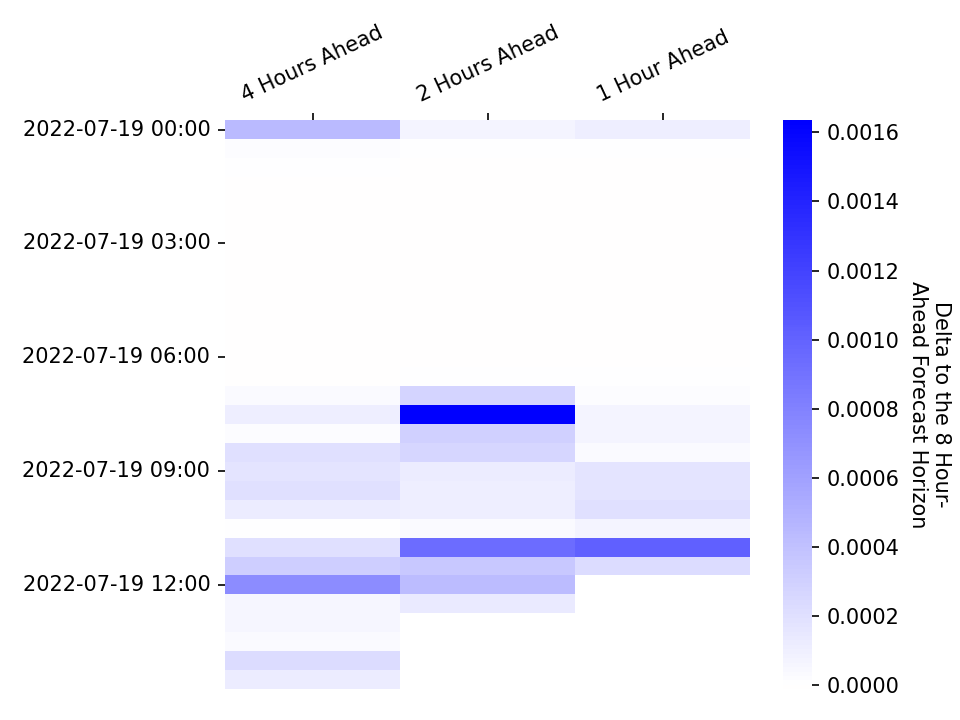 4 Hours Ahead
2 Hours Ahead
1 Hour Ahead
2022-07-19 00:00
2022-07-19 03:00
2022-07-19 06:00
2022-07-19 09:00
2022-07-19 12:00
0.0016
0.0014
0.0012
0.0010
0.0008
0.0006
0.0004
0.0002
0.0000
Delta to the 8 Hour-
Ahead Forecast Horizon